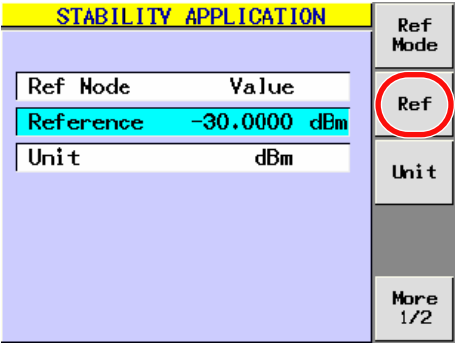 STABILITY APPLICATION
Ref Mode Value
Reference -30.0000 dBm
Unit dBm
Ref
Mode
Ref
Unit
More
1/2